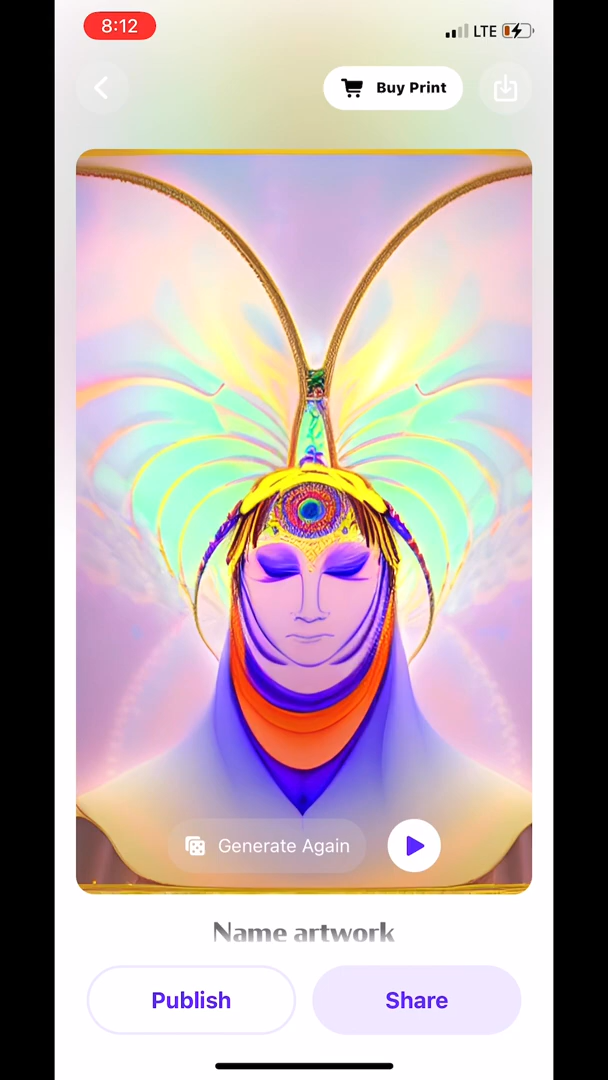 8:12
LTE
Buy Print
Generate Again
Name artwork
Publish
Share